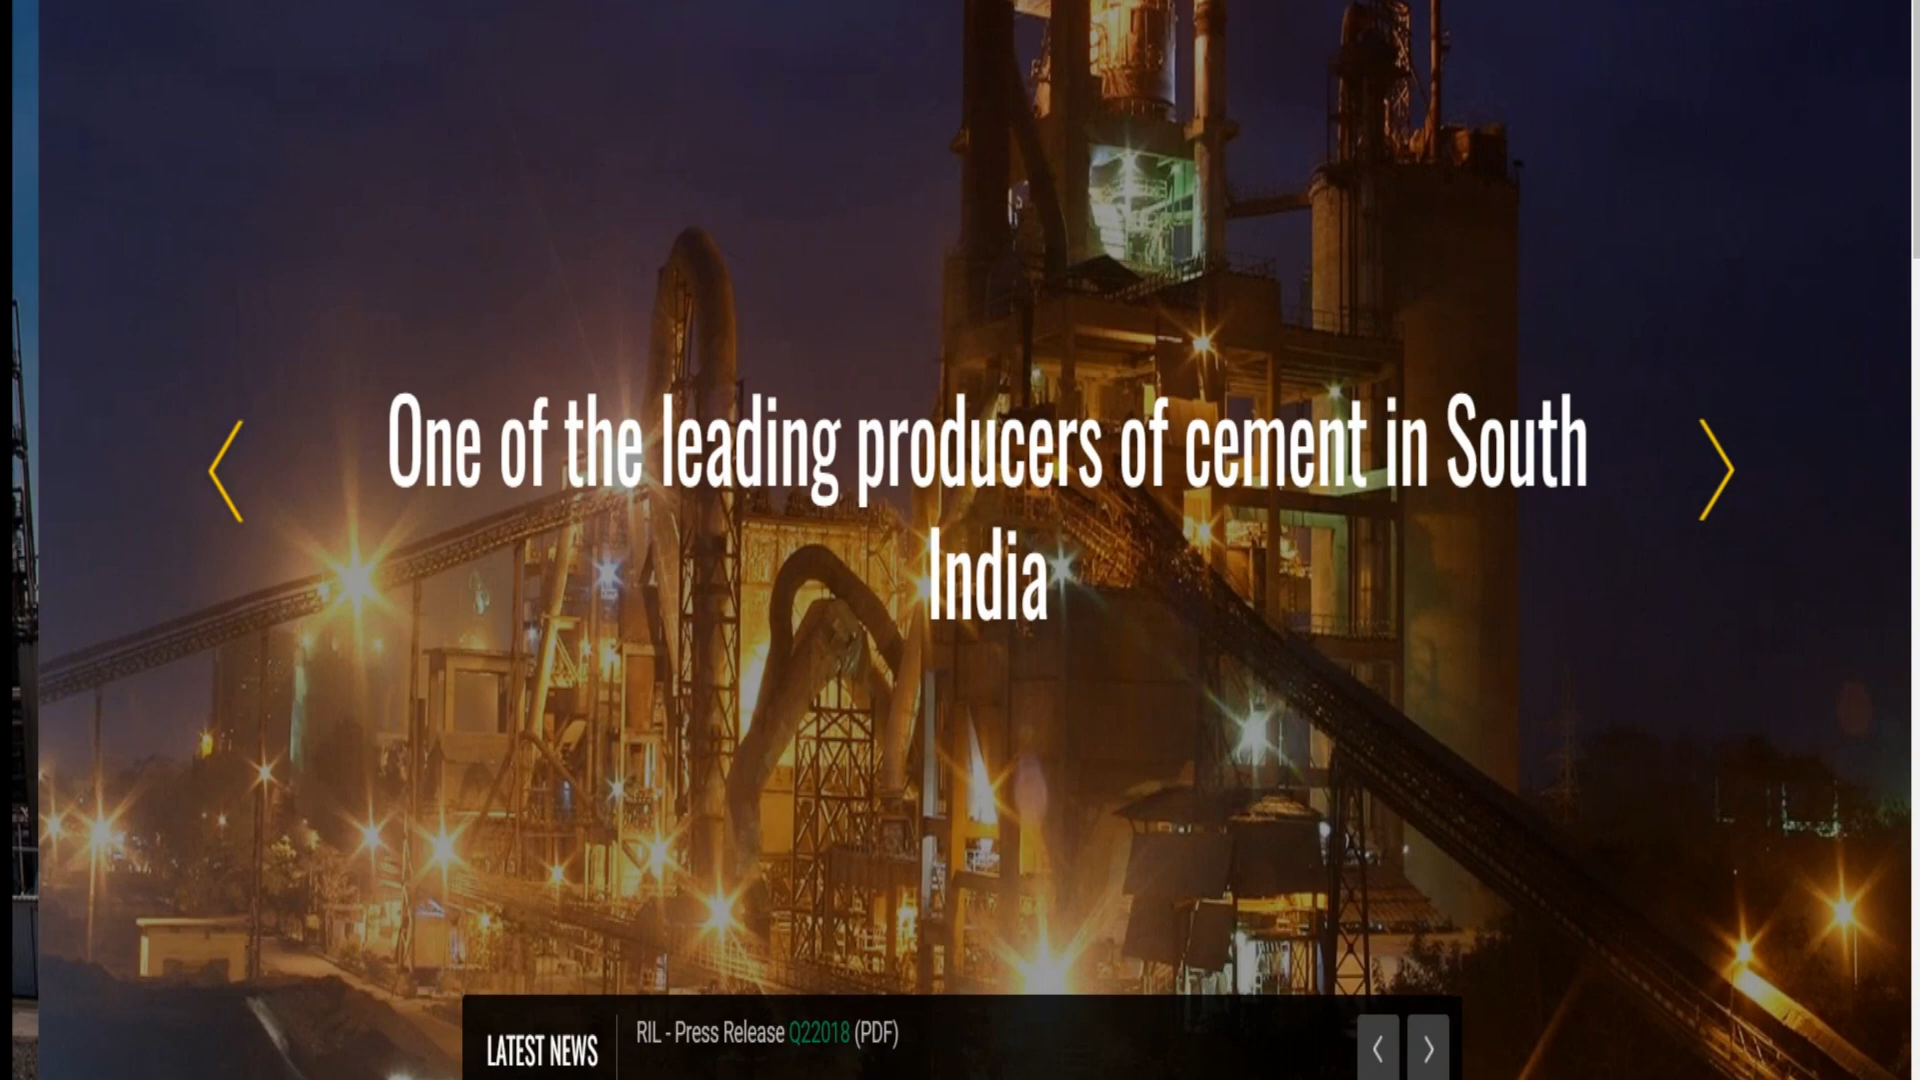 One of the leading producers of cement in South
India
LATEST NEWS
RIL - Press Release Q22018 (PDF)